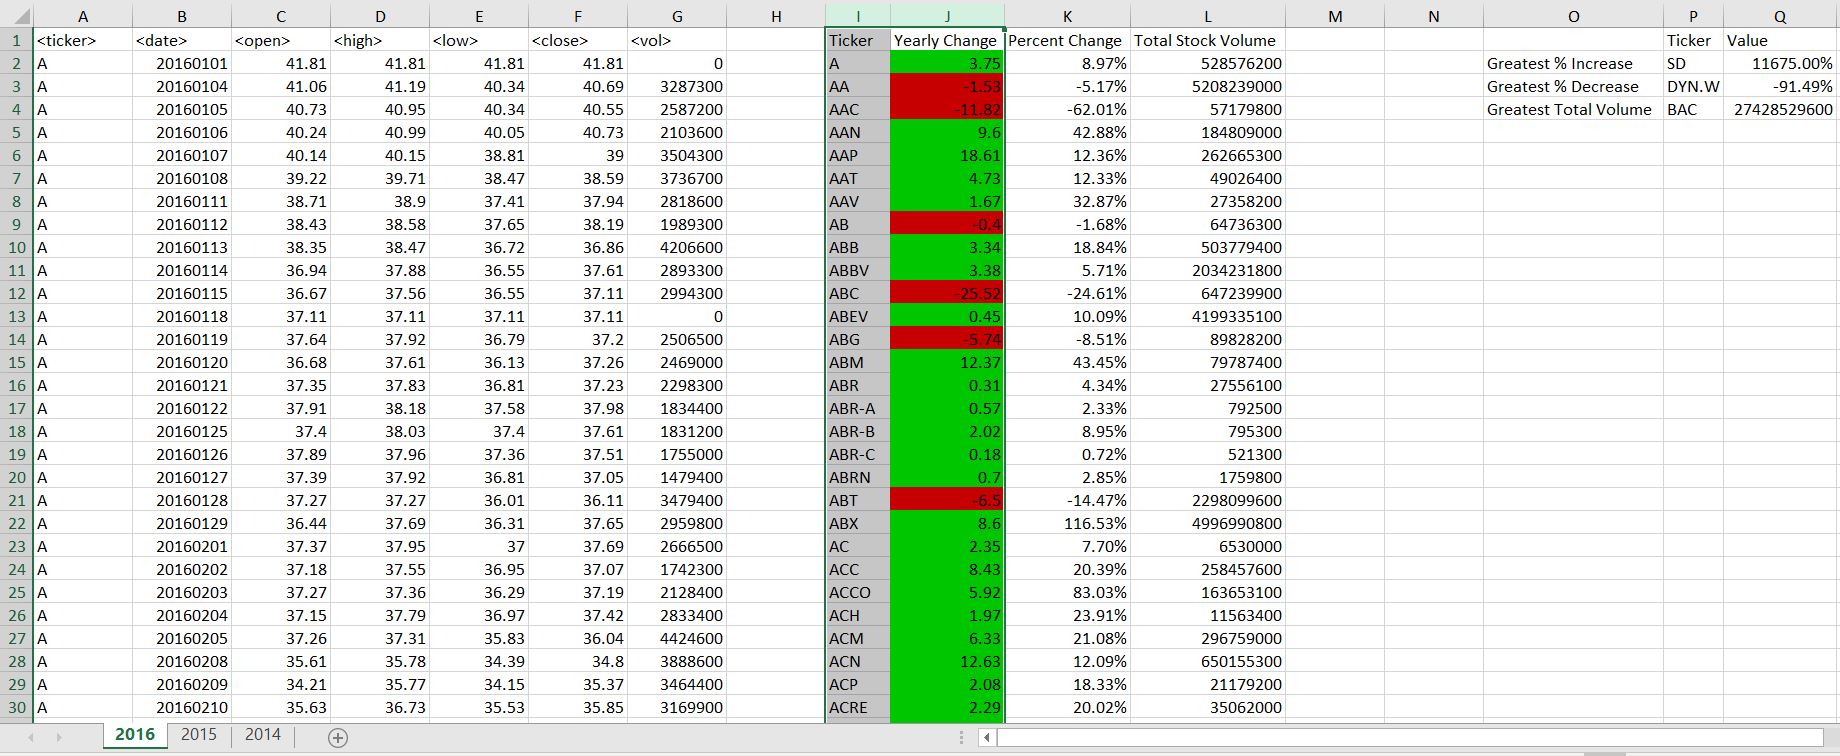 A B C D E F G H I J K L M N O P Q
1 <ticker> <date> <open> <high> <low> <close> <vol> Ticker Yearly Change Percent Change Total Stock Volume Ticker Value
2 A 20160101 41.81 41.81 41.81 41.81 0 A 3.75 8.97% 528576200 Greatest % Increase SD 11675.00%
3 A 20160104 41.06 41.19 40.34 40.69 3287300 AA -1.53 -5.17% 5208239000 Greatest % Decrease DYN.W -91.49%
4 A 20160105 40.73 40.95 40.34 40.55 2587200 AAC -11.82 -62.01% 57179800 Greatest Total Volume BAC 27428529600
5 A 20160106 40.24 40.99 40.05 40.73 2103600 AAN 9.6 42.88% 184809000
6 A 20160107 40.14 40.15 38.81 39 3504300 AAP 18.61 12.36% 262665300
7 A 20160108 39.22 39.71 38.47 38.59 3736700 AAT 4.73 12.33% 49026400
8 A 20160111 38.71 38.9 37.41 37.94 2818600 AAV 1.67 32.87% 27358200
9 A 20160112 38.43 38.58 37.65 38.19 1989300 AB -0.4 -1.68% 64736300
10 A 20160113 38.35 38.47 36.72 36.86 4206600 ABB 3.34 18.84% 503779400
11 A 20160114 36.94 37.88 36.55 37.61 2893300 ABBV 3.38 5.71% 2034231800
12 A 20160115 36.67 37.56 36.55 37.11 2994300 ABC -25.52 -24.61% 647239900
13 A 20160118 37.11 37.11 37.11 37.11 0 ABEV 0.45 10.09% 4199335100
14 A 20160119 37.64 37.92 36.79 37.2 2506500 ABG -5.74 -8.51% 89828200
15 A 20160120 36.68 37.61 36.13 37.26 2469000 ABM 12.37 43.45% 79787400
16 A 20160121 37.35 37.83 36.81 37.23 2298300 ABR 0.31 4.34% 27556100
17 A 20160122 37.91 38.18 37.58 37.98 1834400 ABR-A 0.57 2.33% 792500
18 A 20160125 37.4 38.03 37.4 37.61 1831200 ABR-B 2.02 8.95% 795300
19 A 20160126 37.89 37.96 37.36 37.51 1755000 ABR-C 0.18 0.72% 521300
20 A 20160127 37.39 37.92 36.81 37.05 1479400 ABRN 0.7 2.85% 1759800
21 A 20160128 37.27 37.27 36.01 36.11 3479400 ABT -6.5 -14.47% 2298099600
22 A 20160129 36.44 37.69 36.31 37.65 2959800 ABX 8.6 116.53% 4996990800
23 A 20160201 37.37 37.95 37 37.69 2666500 AC 2.35 7.70% 6530000
24 A 20160202 37.18 37.55 36.95 37.07 1742300 ACC 8.43 20.39% 258457600
25 A 20160203 37.27 37.36 36.29 37.19 2128400 ACCO 5.92 83.03% 163653100
26 A 20160204 37.15 37.79 36.97 37.42 2833400 ACH 1.97 23.91% 11563400
27 A 20160205 37.26 37.31 35.83 36.04 4424600 ACM 6.33 21.08% 296759000
28 A 20160208 35.61 35.78 34.39 34.8 3888600 ACN 12.63 12.09% 650155300
29 A 20160209 34.21 35.77 34.15 35.37 3464400 ACP 2.08 18.33% 21179200
30 A 20160210 35.63 36.73 35.53 35.85 3169900 ACRE 2.29 20.02% 35062000
2016 2015 2014